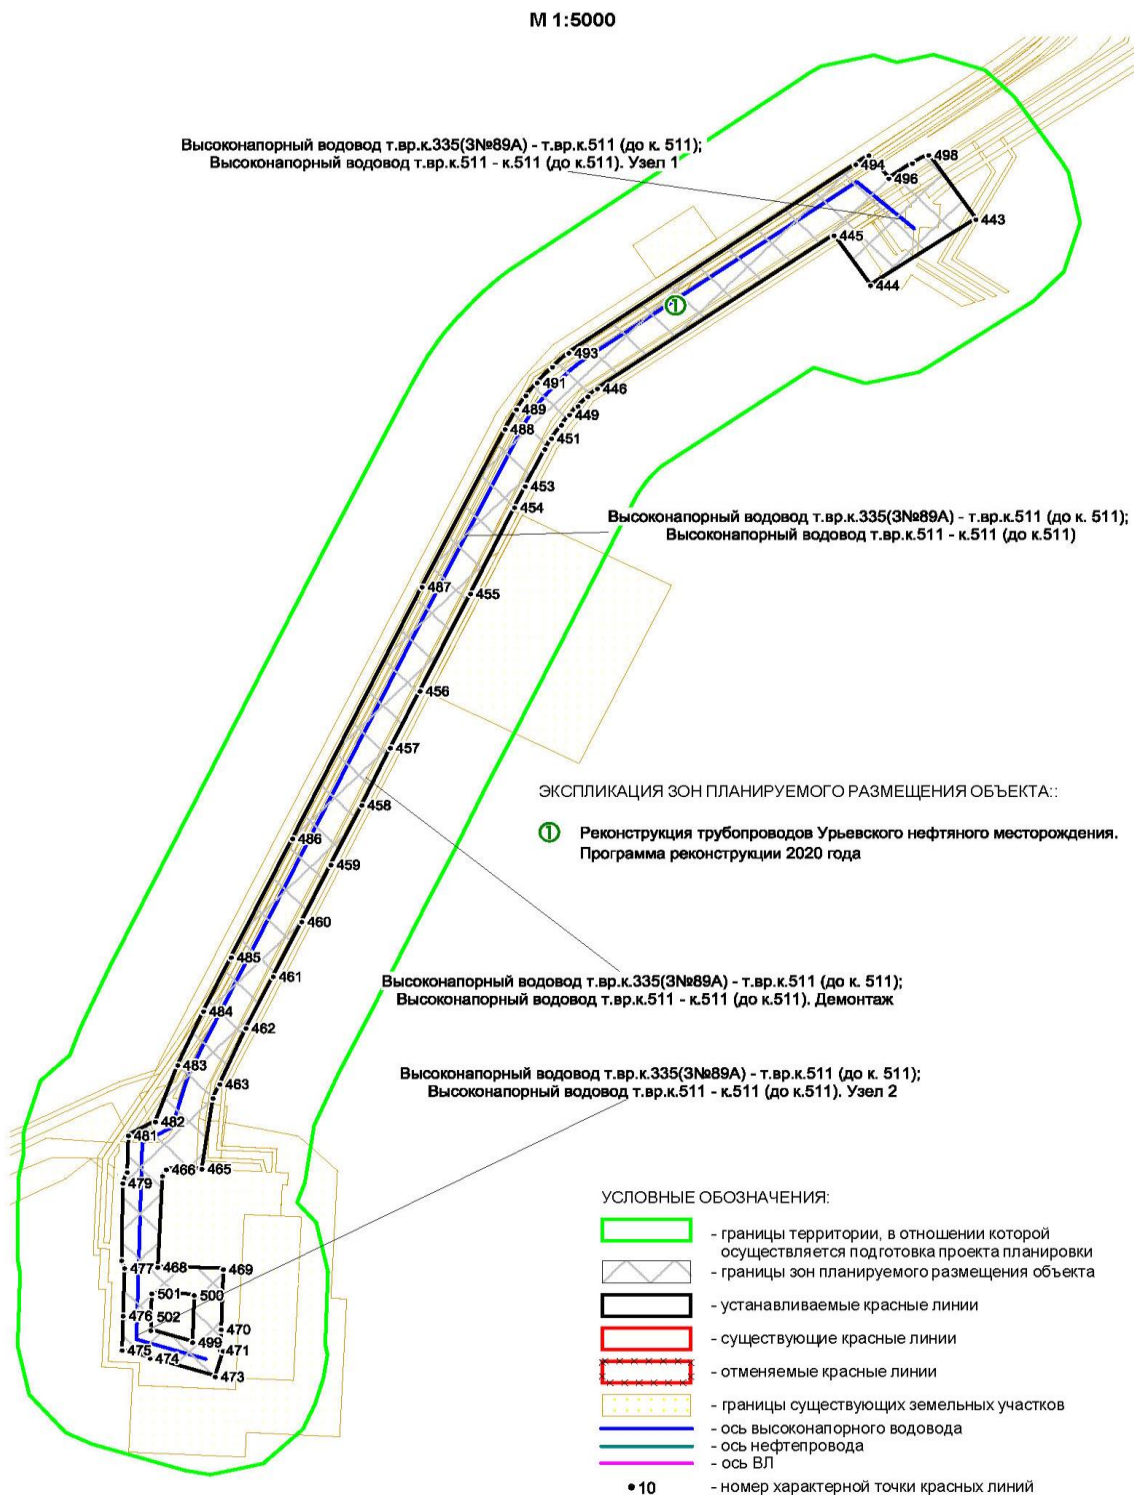 М 1:5000
Высоконапорный водовод т.вр.к.335(ЗN№89А) - т.вр.к.511 (до к. 511);
Высоконапорный водовод т.вр.к.511 - к.511 (до к.511). Узел 1
494
498
496
443
445
444
1
493
491
446
489
449
488
451
453
454
Высоконапорный водовод т.вр.к.335(ЗN№89А) - т.вр.к.511 (до к. 511);
Высоконапорный водовод т.вр.к.511 - к.511 (до к.511)
487
455
456
457
ЭКСПЛИКАЦИЯ ЗОН ПЛАНИРУЕМОГО РАЗМЕЩЕНИЯ ОБЪЕКТА::
458
1 Реконструкция трубопроводов Урьевского нефтяного месторождения.
Программа реконструкции 2020 года
486
459
460
485
461
Высоконапорный водовод т.вр.к.335(ЗN№89А) - т.вр.к.511 (до к. 511);
Высоконапорный водовод т.вр.к.511 - к.511 (до к.511). Демонтаж
484
462
483
463
Высоконапорный водовод т.вр.к.335(ЗN№89А) - т.вр.к.511 (до к. 511);
Высоконапорный водовод т.вр.к.511 - к.511 (до к.511). Узел 2
482
481
466
465
479
477
468
469
501
500
476
502
470
499
475
474
471
473
УСЛОВНЫЕ ОБОЗНАЧЕНИЯ:
- границы территории, в отношении которой
осуществляется подготовка проекта планировки
- границы зон планируемого размещения объекта
- устанавливаемые красные линии
- существующие красные линии
- отменяемые красные линии
- границы существующих земельных участков
- ось высоконапорного водовода
- ось нефтепровода
- ось ВЛ
10 - номер характерной точки красных линий